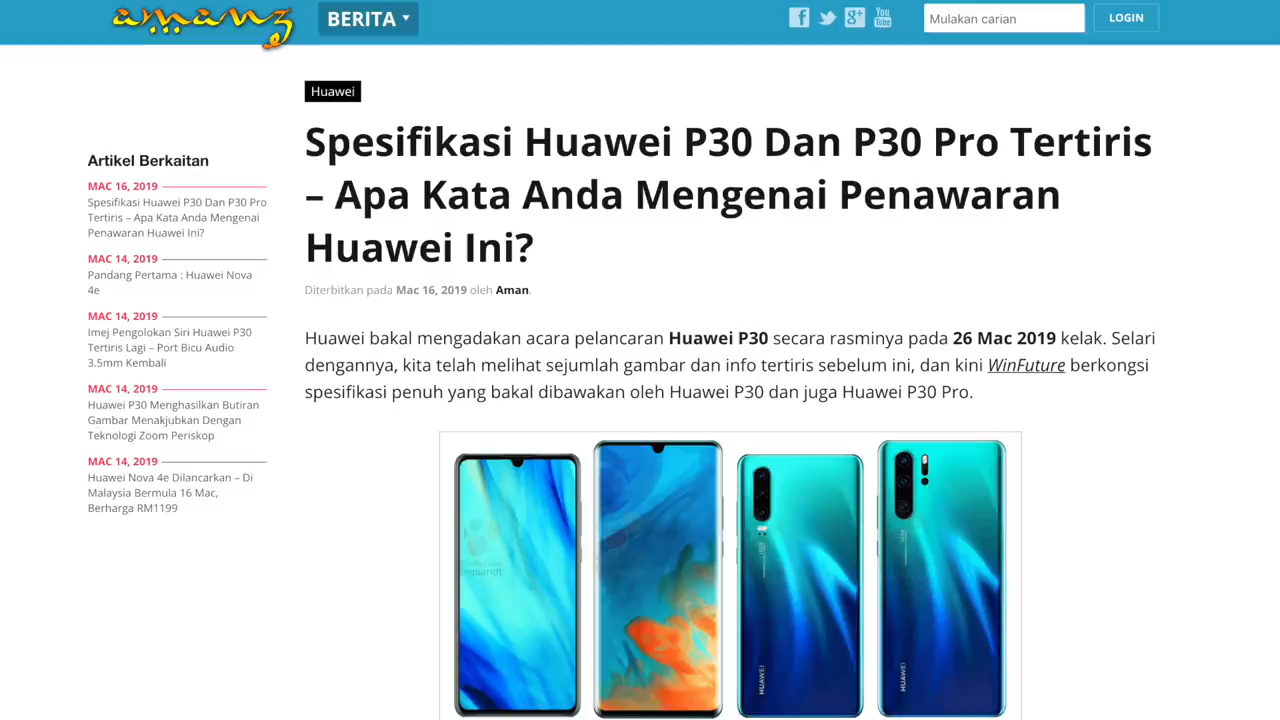 amanz
BERITA
Mulakan carian
LOGIN
Huawei
Spesifikasi Huawei P30 Dan P30 Pro Tertiris
– Apa Kata Anda Mengenai Penawaran
Huawei Ini?
Diterbitkan pada Mac 16, 2019 oleh Aman.
Huawei bakal mengadakan acara pelancaran Huawei P30 secara rasminya pada 26 Mac 2019 kelak. Selari
dengannya, kita telah melihat sejumlah gambar dan info tertiris sebelum ini, dan kini WinFuture berkongsi
spesifikasi penuh yang bakal dibawakan oleh Huawei P30 dan juga Huawei P30 Pro.
Artikel Berkaitan
MAC 16, 2019
Spesifikasi Huawei P30 Dan P30 Pro
Tertiris – Apa Kata Anda Mengenai
Penawaran Huawei Ini?
MAC 14, 2019
Pandang Pertama : Huawei Nova
4e
MAC 14, 2019
Imej Pengolokan Siri Huawei P30
Tertiris Lagi – Port Bicu Audio
3.5mm Kembali
MAC 14, 2019
Huawei P30 Menghasilkan Butiran
Gambar Menakjubkan Dengan
Teknologi Zoom Periskop
MAC 14, 2019
Huawei Nova 4e Dilancarkan – Di
Malaysia Bermula 16 Mac,
Berharga RM1199
HUAWEI
HUAWEI